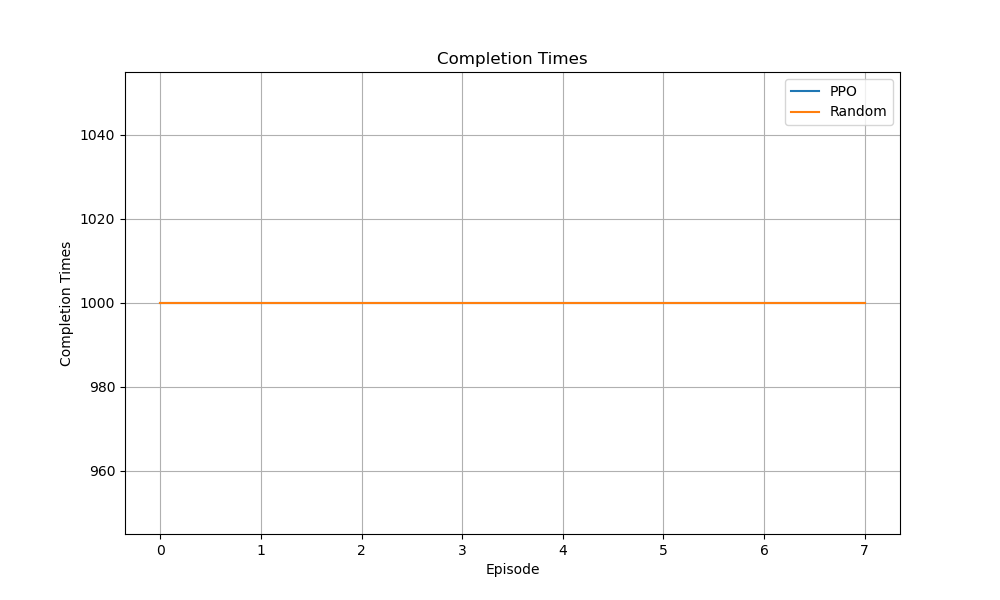 Completion Times
PPO
Random
1040
1020
1000
980
960
Completion Times
0 1 2 3 4 5 6 7
Episode